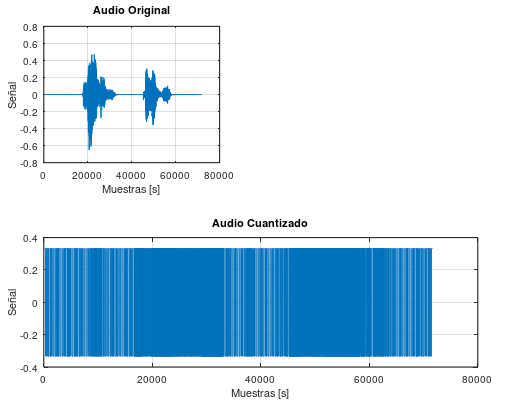 Audio Original
0.8
0.6
0.4
0.2
0
-0.2
-0.4
-0.6
-0.8
Señal
0 20000 40000 60000 80000
Muestras [s]
Audio Cuantizado
0.4
0.2
0
-0.2
-0.4
Señal
0 20000 40000 60000 80000
Muestras [s]